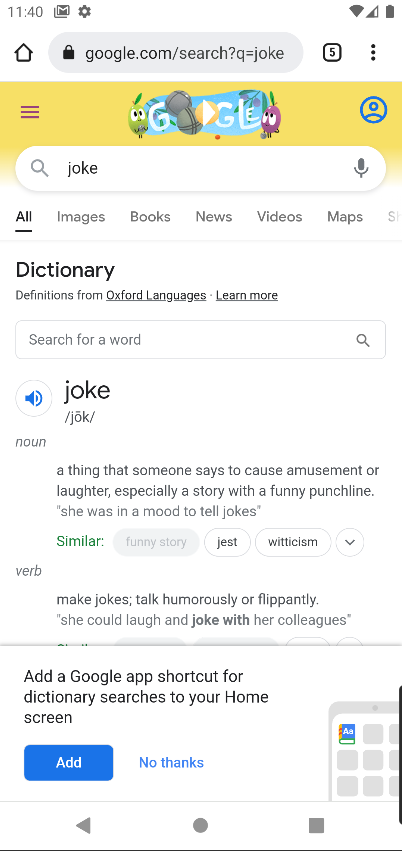 11:40
google.com/search?q=joke
5
joke
All Images Books News Videos Maps
Dictionary
Definitions from Oxford Languages · Learn more
Search for a word
joke
/jōk/
noun
a thing that someone says to cause amusement or
laughter, especially a story with a funny punchline.
"she was in a mood to tell jokes"
Similar: funny story jest witticism
verb
make jokes; talk humorously or flippantly.
"she could laugh and joke with her colleagues"
Add a Google app shortcut for
dictionary searches to your Home
screen
Aa
Add No thanks